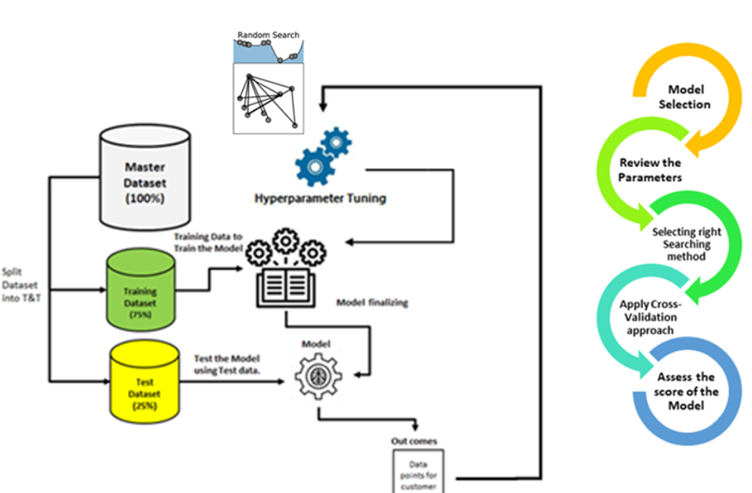 Random Search
Master
Dataset
(100%)
Hyperparameter Tuning
Training Data to
Train the Model
Split
Dataset
into T&T
Training
Dataset
(75%)
Model finalizing
Model
Test the Model
using Test data.
Test
Dataset
(25%)
Out comes
Data
points for
customer
Model
Selection
Review the
Parameters
Selecting right
Searching
method
Apply Cross-
Validation
approach
Assess the
score of the
Model